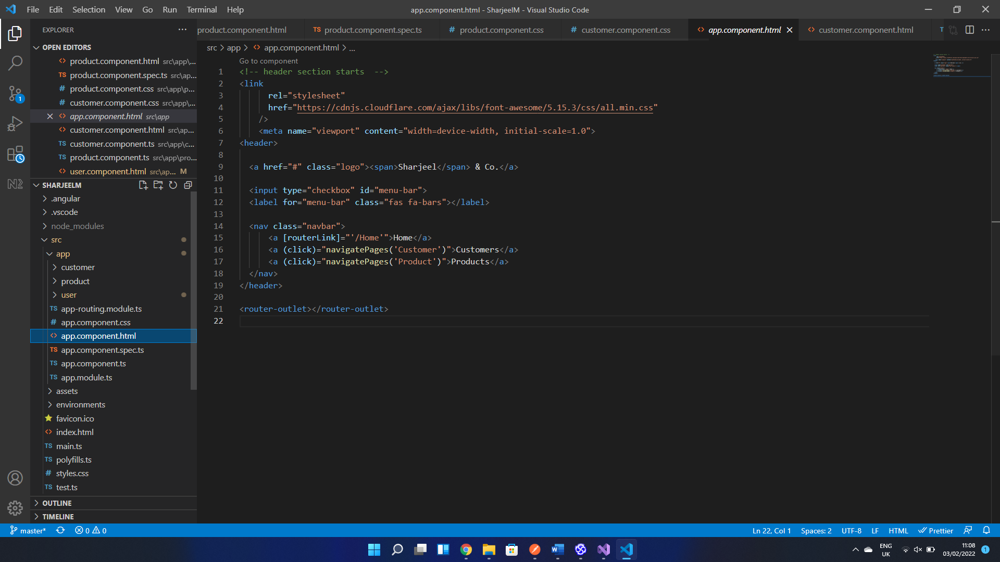 File Edit Selection View Go Run Terminal Help
app.component.html - SharjeelM - Visual Studio Code
EXPLORER
product.component.html
TS product.component.spec.ts
# product.component.css
# customer.component.css
<> app.component.html
<> customer.component.html
T
OPEN EDITORS
<> product.component.html src\app\...
TS product.component.spec.ts src\ap...
# product.component.css src\app\p...
# customer.component.css src\app\...
<> app.component.html src\app
<> customer.component.html src\ap...
TS customer.component.ts src\app\c...
TS product.component.ts src\app\pro...
<> user.component.html src\ap... M
SHARJEELM
.angular
.vscode
node_modules
src
app
customer
product
user
TS app-routing.module.ts
# app.component.css
<> app.component.html
TS app.component.spec.ts
TS app.component.ts
TS app.module.ts
assets
environments
favicon.ico
<> index.html
TS main.ts
TS polyfills.ts
# styles.css
TS test.ts
OUTLINE
TIMELINE
1
src > app > <> app.component.html > ...
Go to component
1 <!-- header section starts  -->
2 <link
3 rel="stylesheet"
4 href="https://cdnjs.cloudflare.com/ajax/libs/font-awesome/5.15.3/css/all.min.css"
5 />
6 <meta name="viewport" content="width=device-width, initial-scale=1.0">
7 <header>
8
9 <a href="#" class="logo"><span>Sharjeel</span> & Co.</a>
10
11 <input type="checkbox" id="menu-bar">
12 <label for="menu-bar" class="fas fa-bars"></label>
13
14 <nav class="navbar">
15 <a [routerLink]="'/Home'">Home</a>
16 <a (click)="navigatePages('Customer')">Customers</a>
17 <a (click)="navigatePages('Product')">Products</a>
18 </nav>
19 </header>
20
21 <router-outlet></router-outlet>
22
master* 0 0
Ln 22, Col 1 Spaces: 2 UTF-8 LF HTML Prettier
ENG
UK
11:08
03/02/2022
1